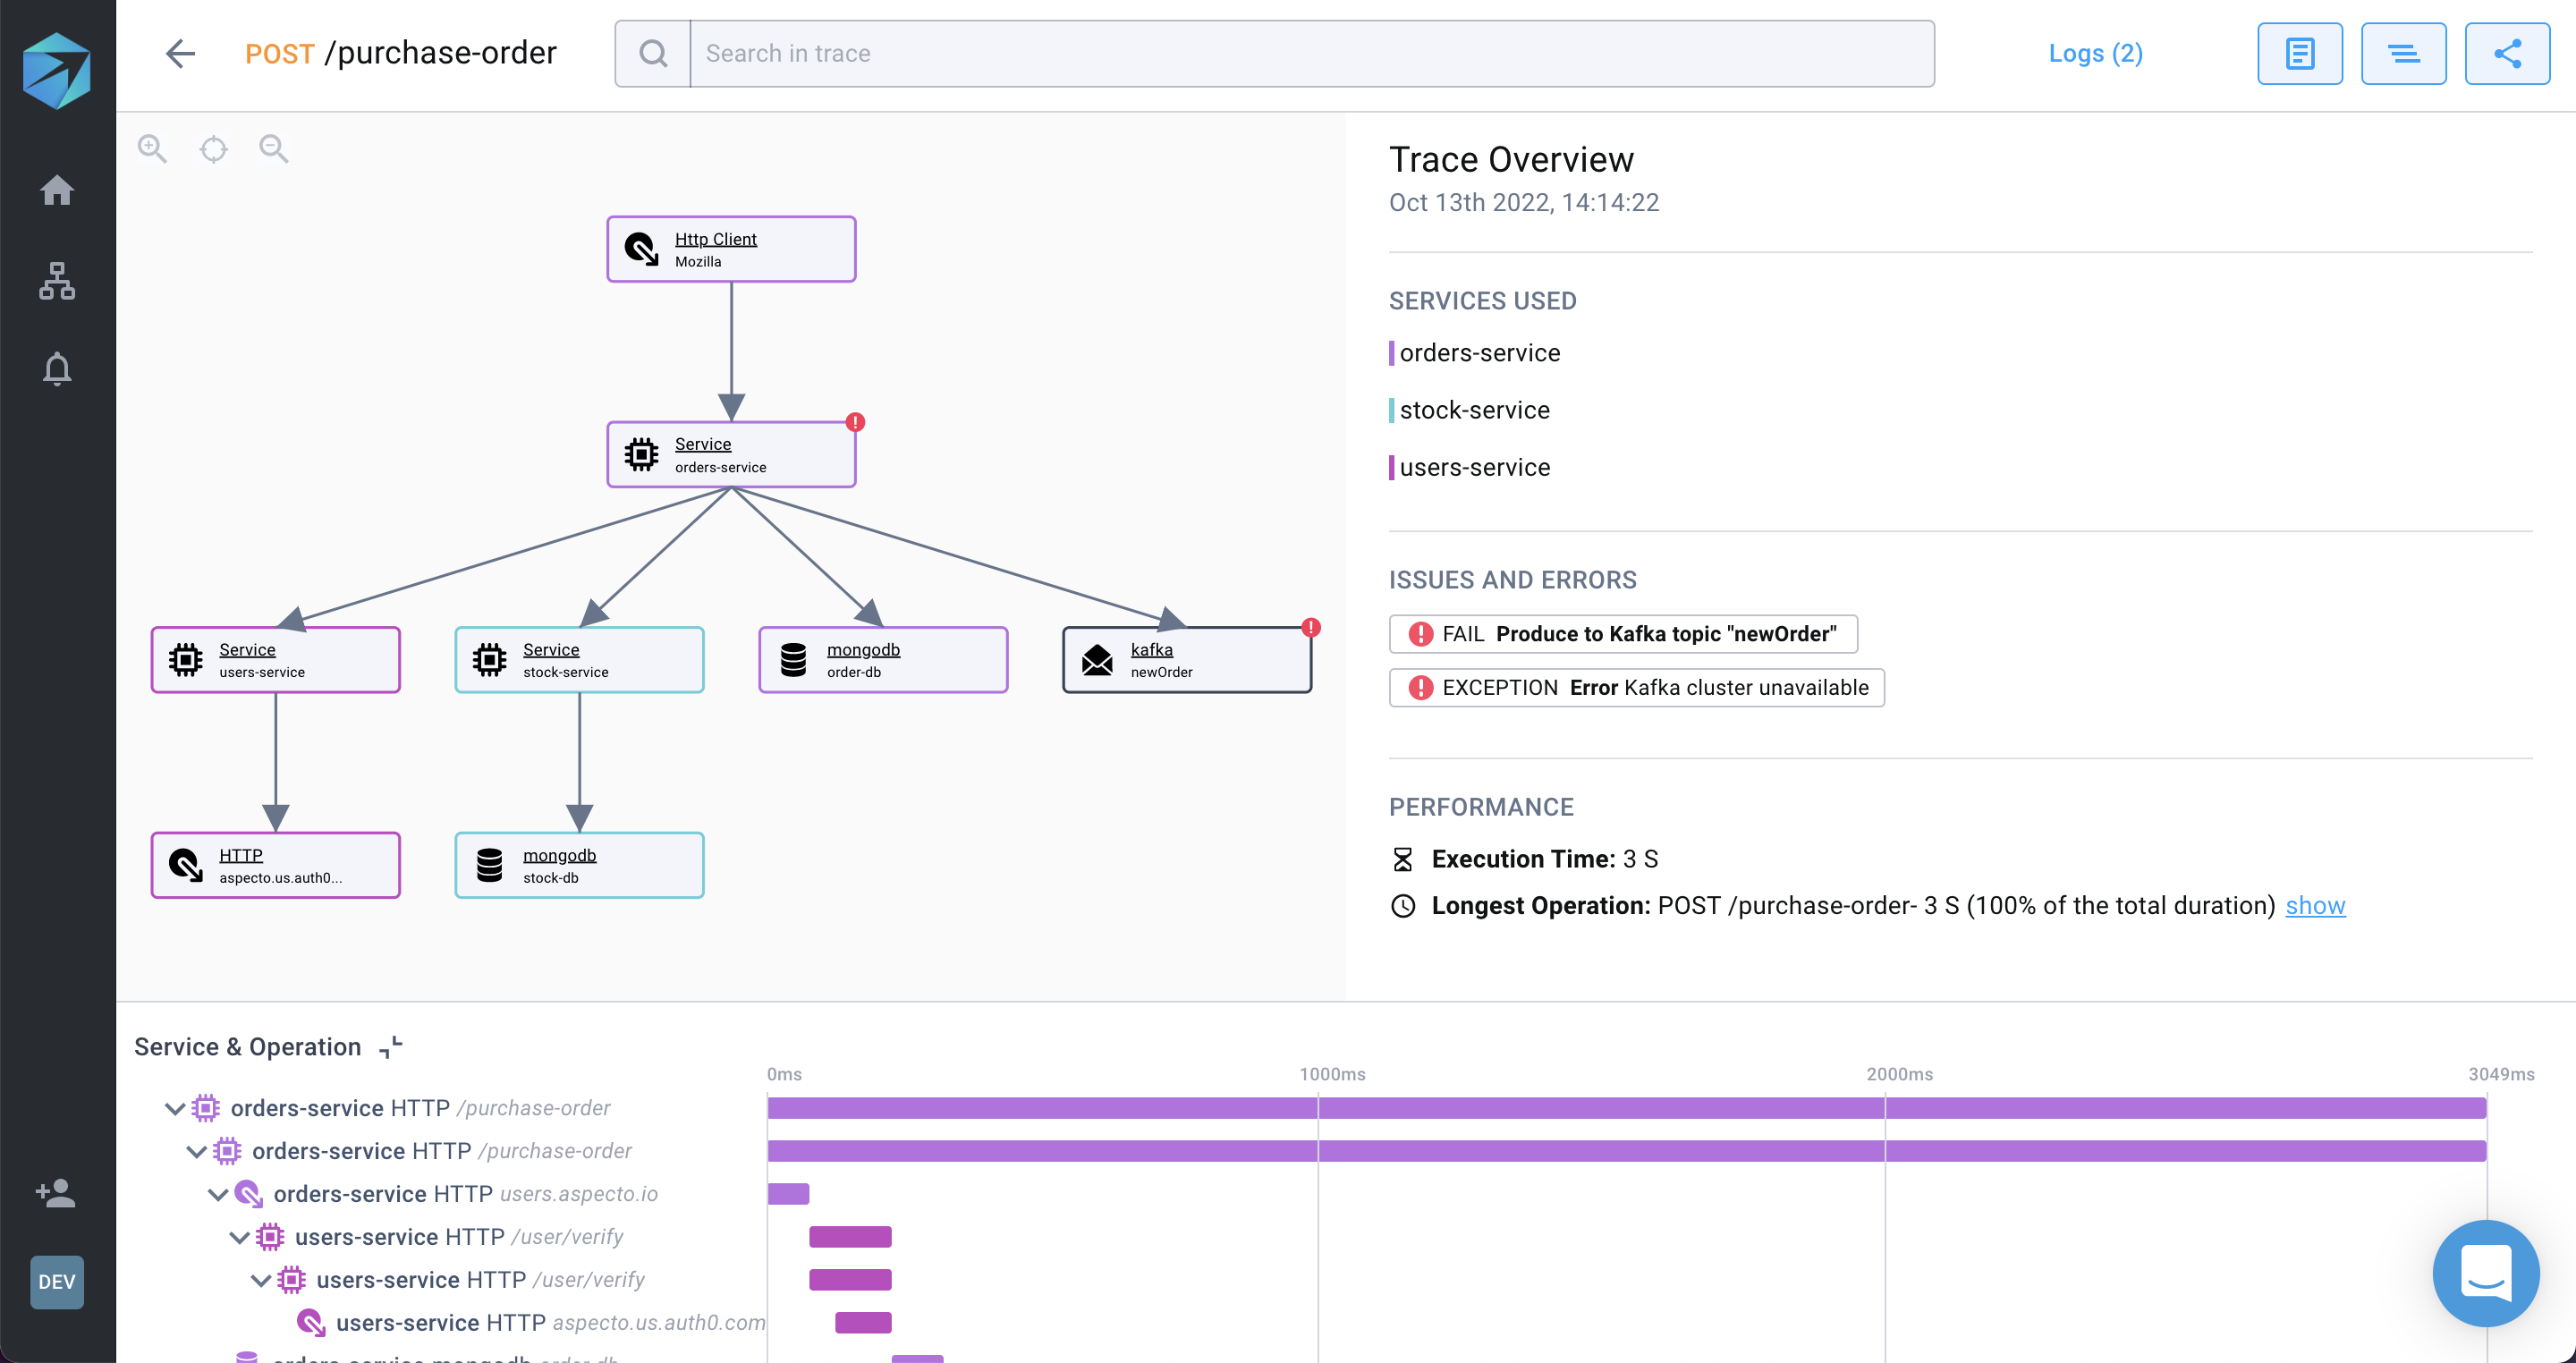 POST /purchase-order
Search in trace
Logs (2)
Http Client
Mozilla
Service
orders-service
Service
users-service
Service
stock-service
mongodb
order-db
kafka
newOrder
HTTP
aspecto.us.auth0...
mongodb
stock-db
Trace Overview
Oct 13th 2022, 14:14:22
SERVICES USED
orders-service
stock-service
users-service
ISSUES AND ERRORS
FAIL Produce to Kafka topic "newOrder"
EXCEPTION Error Kafka cluster unavailable
PERFORMANCE
Execution Time: 3 S
Longest Operation: POST /purchase-order- 3 S (100% of the total duration) show
Service & Operation
0ms 1000ms 2000ms 3049ms
orders-service HTTP /purchase-order
orders-service HTTP /purchase-order
orders-service HTTP users.aspecto.io
users-service HTTP /user/verify
users-service HTTP /user/verify
users-service HTTP aspecto.us.auth0.com
orders-service mongodb order-db
DEV